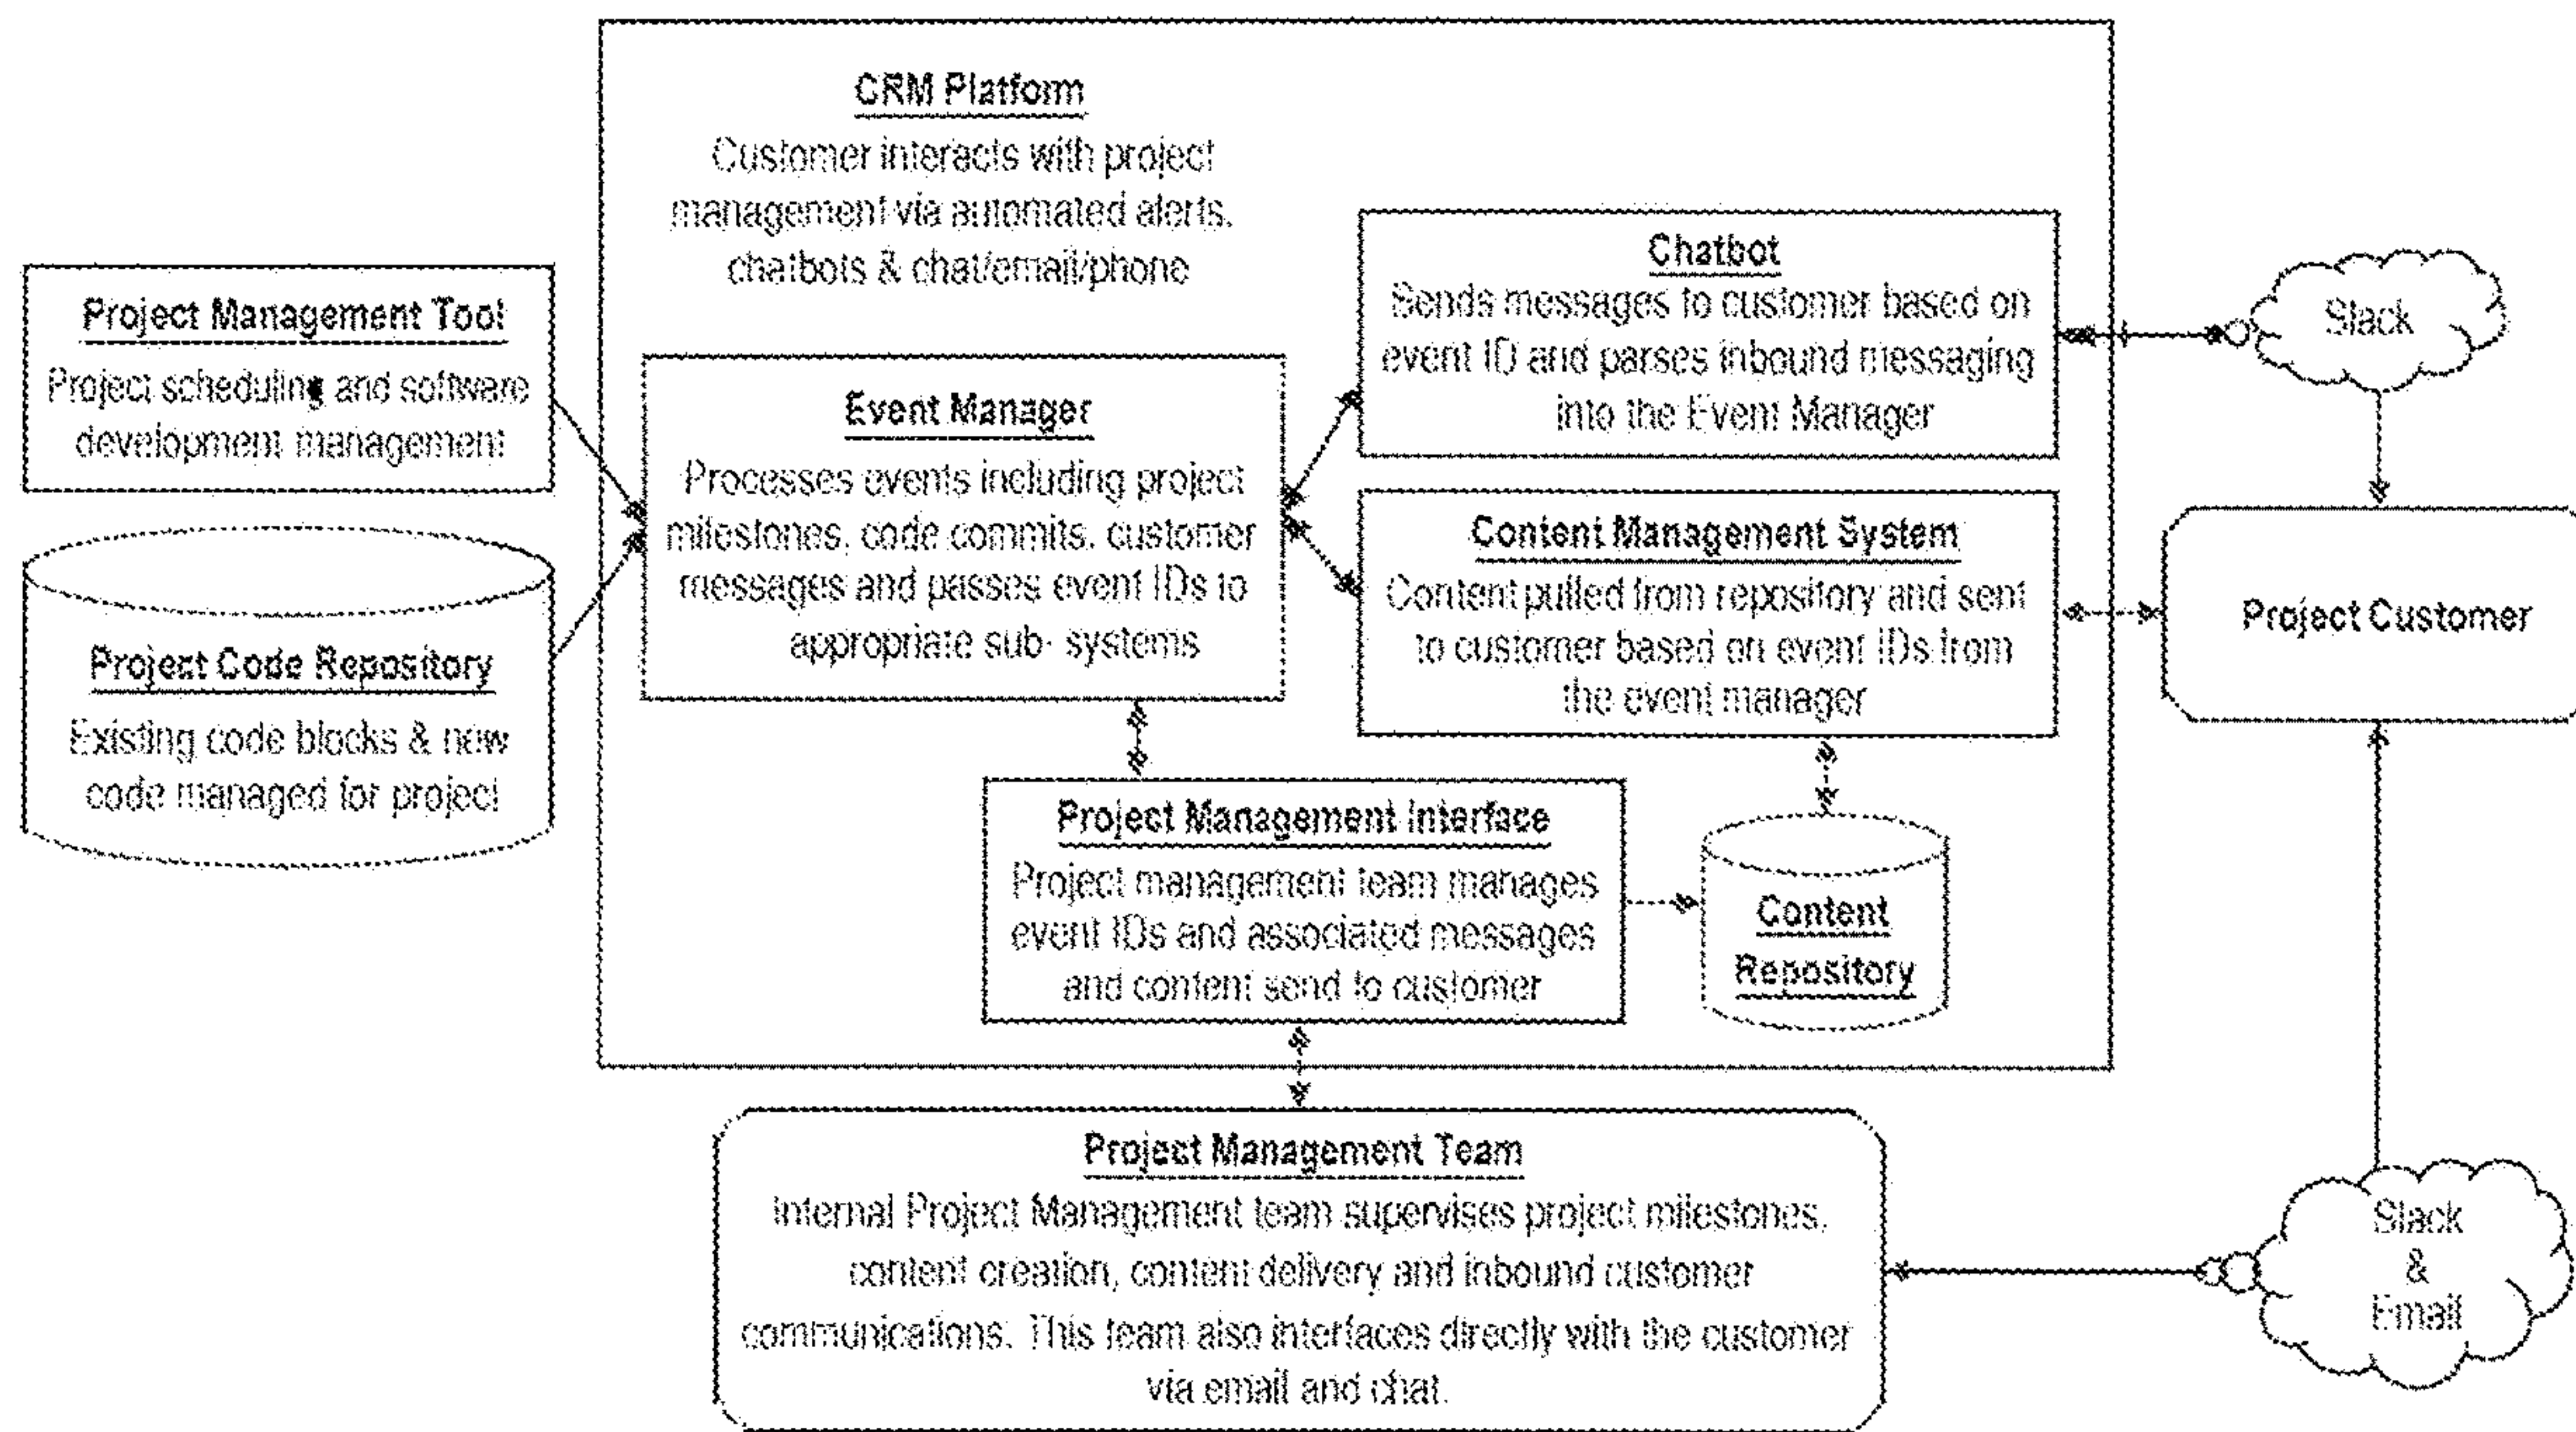 CRM Platform
Customer interacts with project
management via automated alerts,
chatbots & chat/email/phone
Project Management Tool
Project scheduling and software
development management
Project Code Repository
Existing code blocks & new
code managed for project
Event Manager
Processes events including project
milestones, code commits, customer
messages and passes event IDs to
appropriate sub- systems
Chatbot
Sends messages to customer based on
event ID and parses inbound messaging
into the Event Manager
Content Management System
Content pulled from repository and sent
to customer based on event IDs from
the event manager
Slack
Project Customer
Project Management Interface
Project management team manages
event IDs and associated messages
and content send to customer
Content
Repository
Project Management Team
Internal Project Management team supervises project milestones,
content creation, content delivery and inbound customer
communications. This team also interfaces directly with the customer
via email and chat.
Slack
&
Email